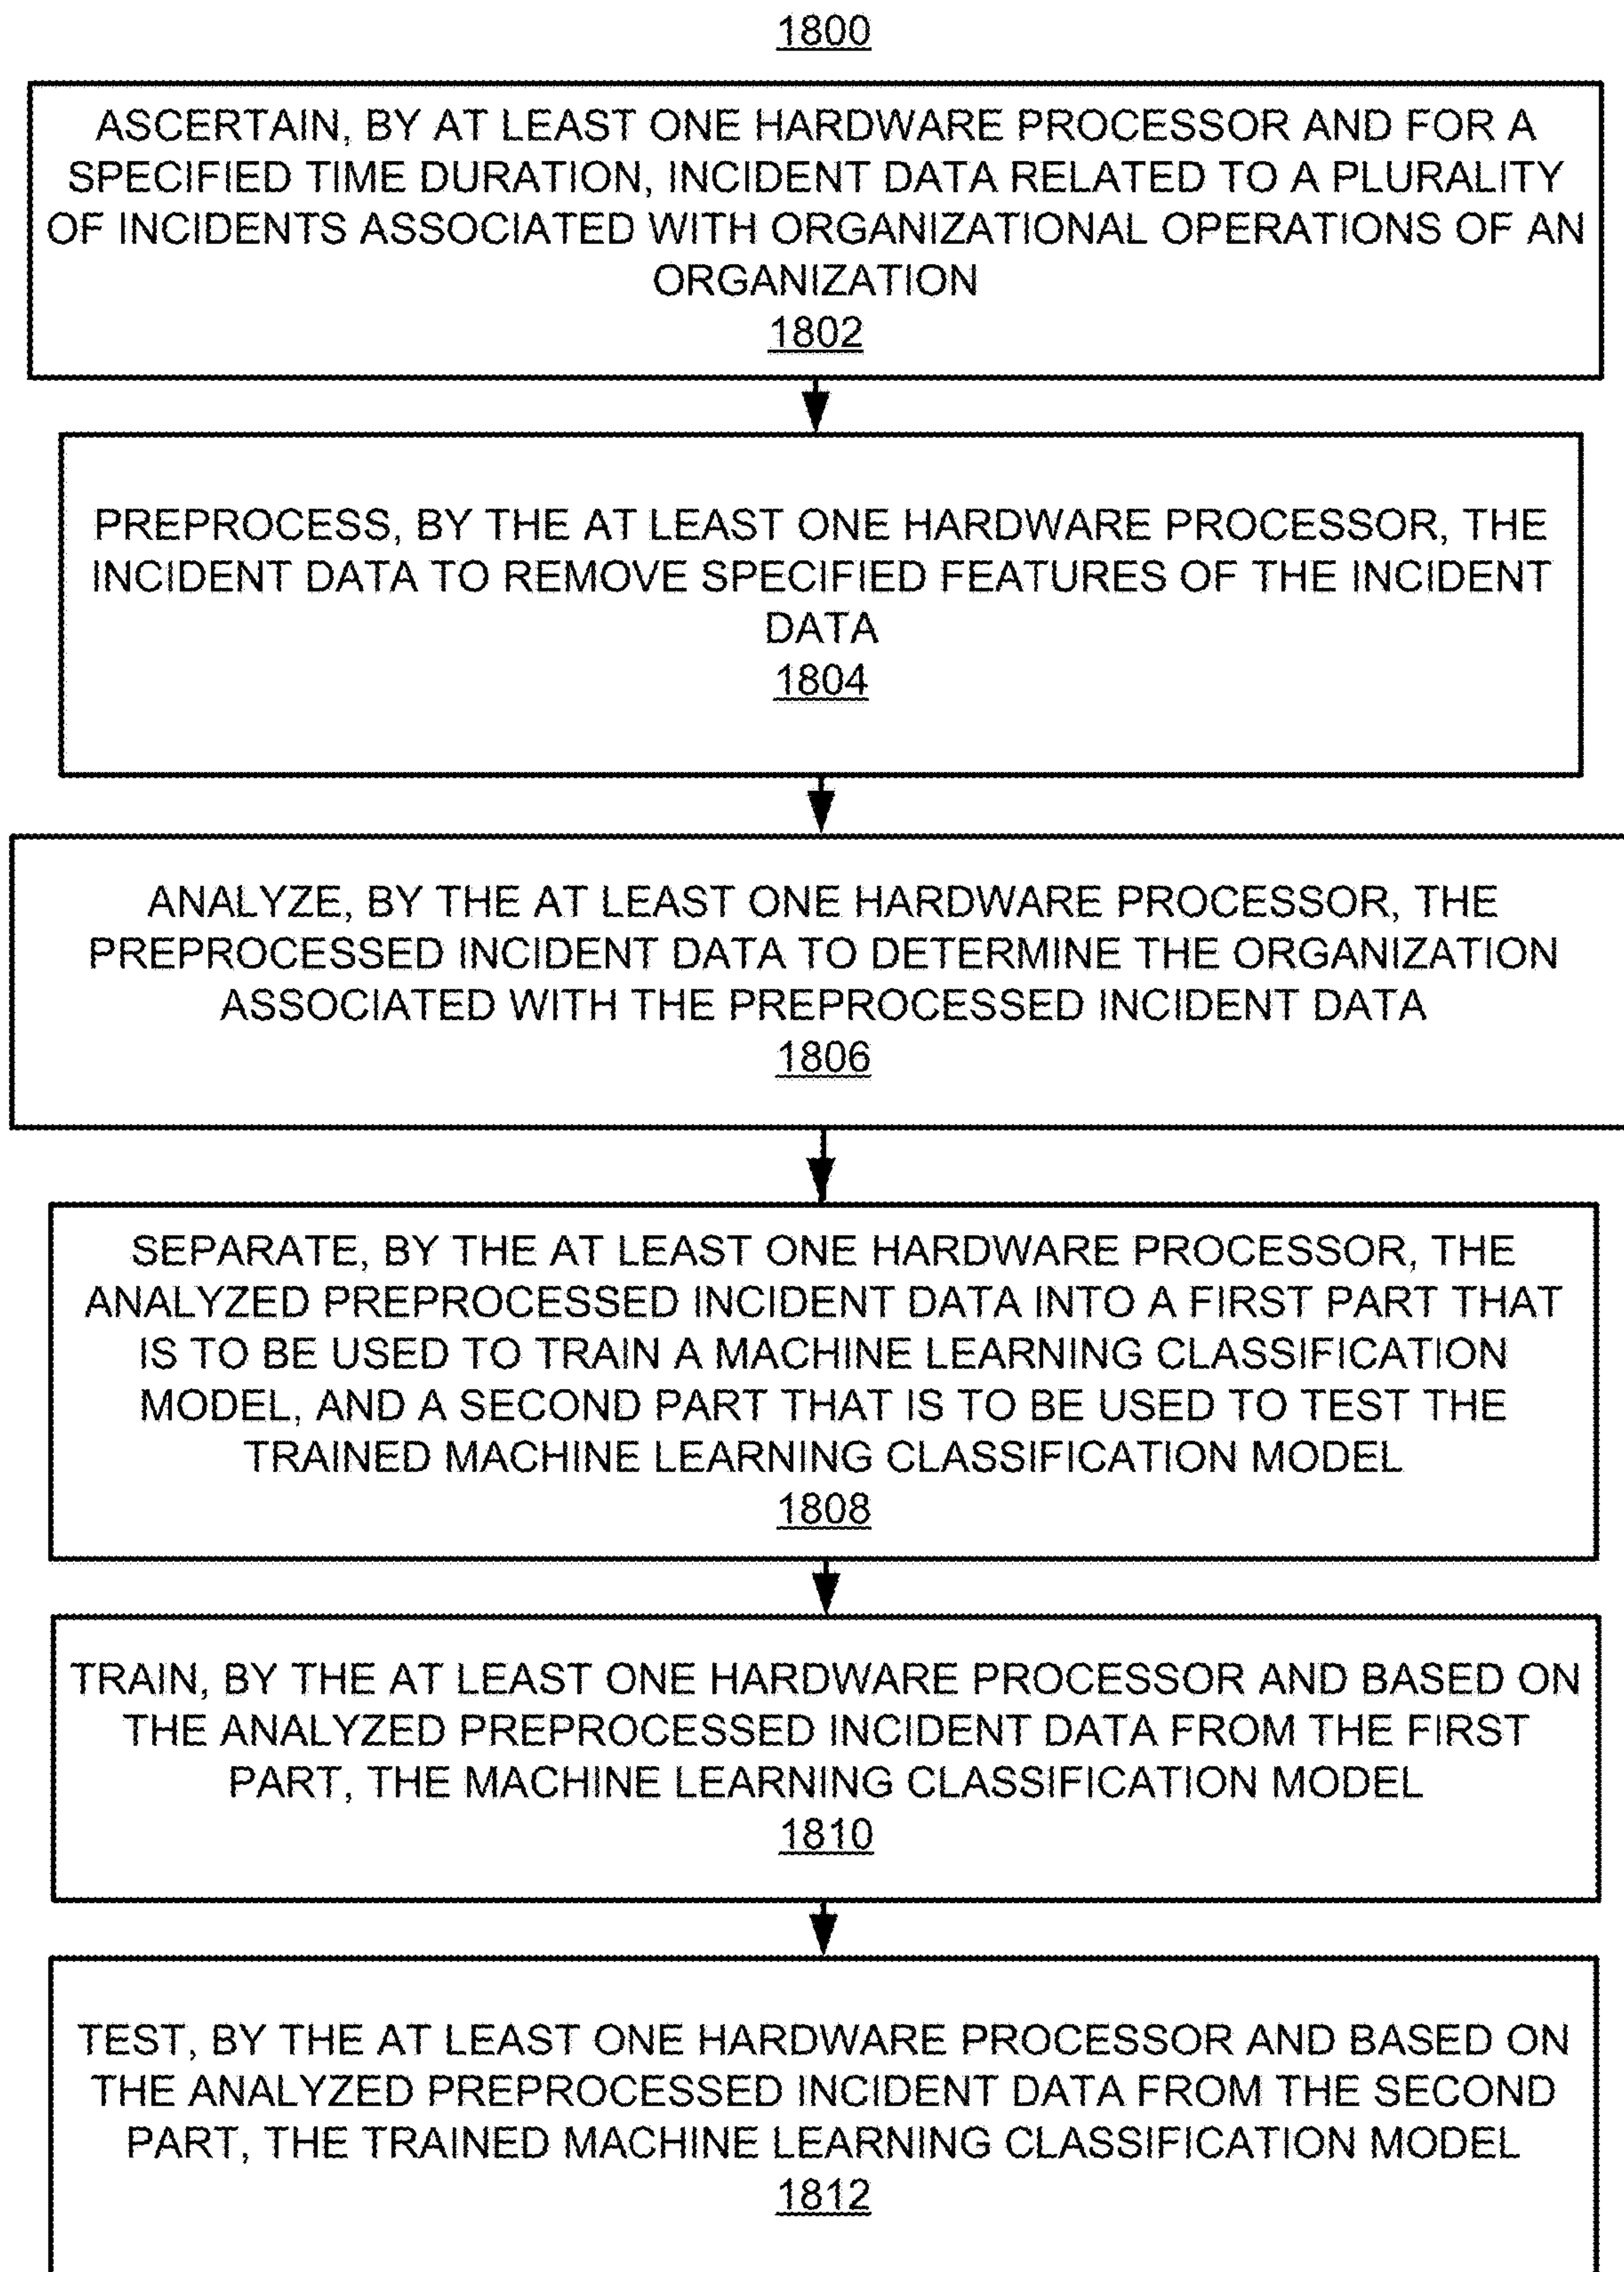 1800
ASCERTAIN, BY AT LEAST ONE HARDWARE PROCESSOR AND FOR A
SPECIFIED TIME DURATION, INCIDENT DATA RELATED TO A PLURALITY
OF INCIDENTS ASSOCIATED WITH ORGANIZATIONAL OPERATIONS OF AN
ORGANIZATION
1802
PREPROCESS, BY THE AT LEAST ONE HARDWARE PROCESSOR, THE
INCIDENT DATA TO REMOVE SPECIFIED FEATURES OF THE INCIDENT
DATA
1804
ANALYZE, BY THE AT LEAST ONE HARDWARE PROCESSOR, THE
PREPROCESSED INCIDENT DATA TO DETERMINE THE ORGANIZATION
ASSOCIATED WITH THE PREPROCESSED INCIDENT DATA
1806
SEPARATE, BY THE AT LEAST ONE HARDWARE PROCESSOR, THE
ANALYZED PREPROCESSED INCIDENT DATA INTO A FIRST PART THAT
IS TO BE USED TO TRAIN A MACHINE LEARNING CLASSIFICATION
MODEL, AND A SECOND PART THAT IS TO BE USED TO TEST THE
TRAINED MACHINE LEARNING CLASSIFICATION MODEL
1808
TRAIN, BY THE AT LEAST ONE HARDWARE PROCESSOR AND BASED ON
THE ANALYZED PREPROCESSED INCIDENT DATA FROM THE FIRST
PART, THE MACHINE LEARNING CLASSIFICATION MODEL
1810
TEST, BY THE AT LEAST ONE HARDWARE PROCESSOR AND BASED ON
THE ANALYZED PREPROCESSED INCIDENT DATA FROM THE SECOND
PART, THE TRAINED MACHINE LEARNING CLASSIFICATION MODEL
1812